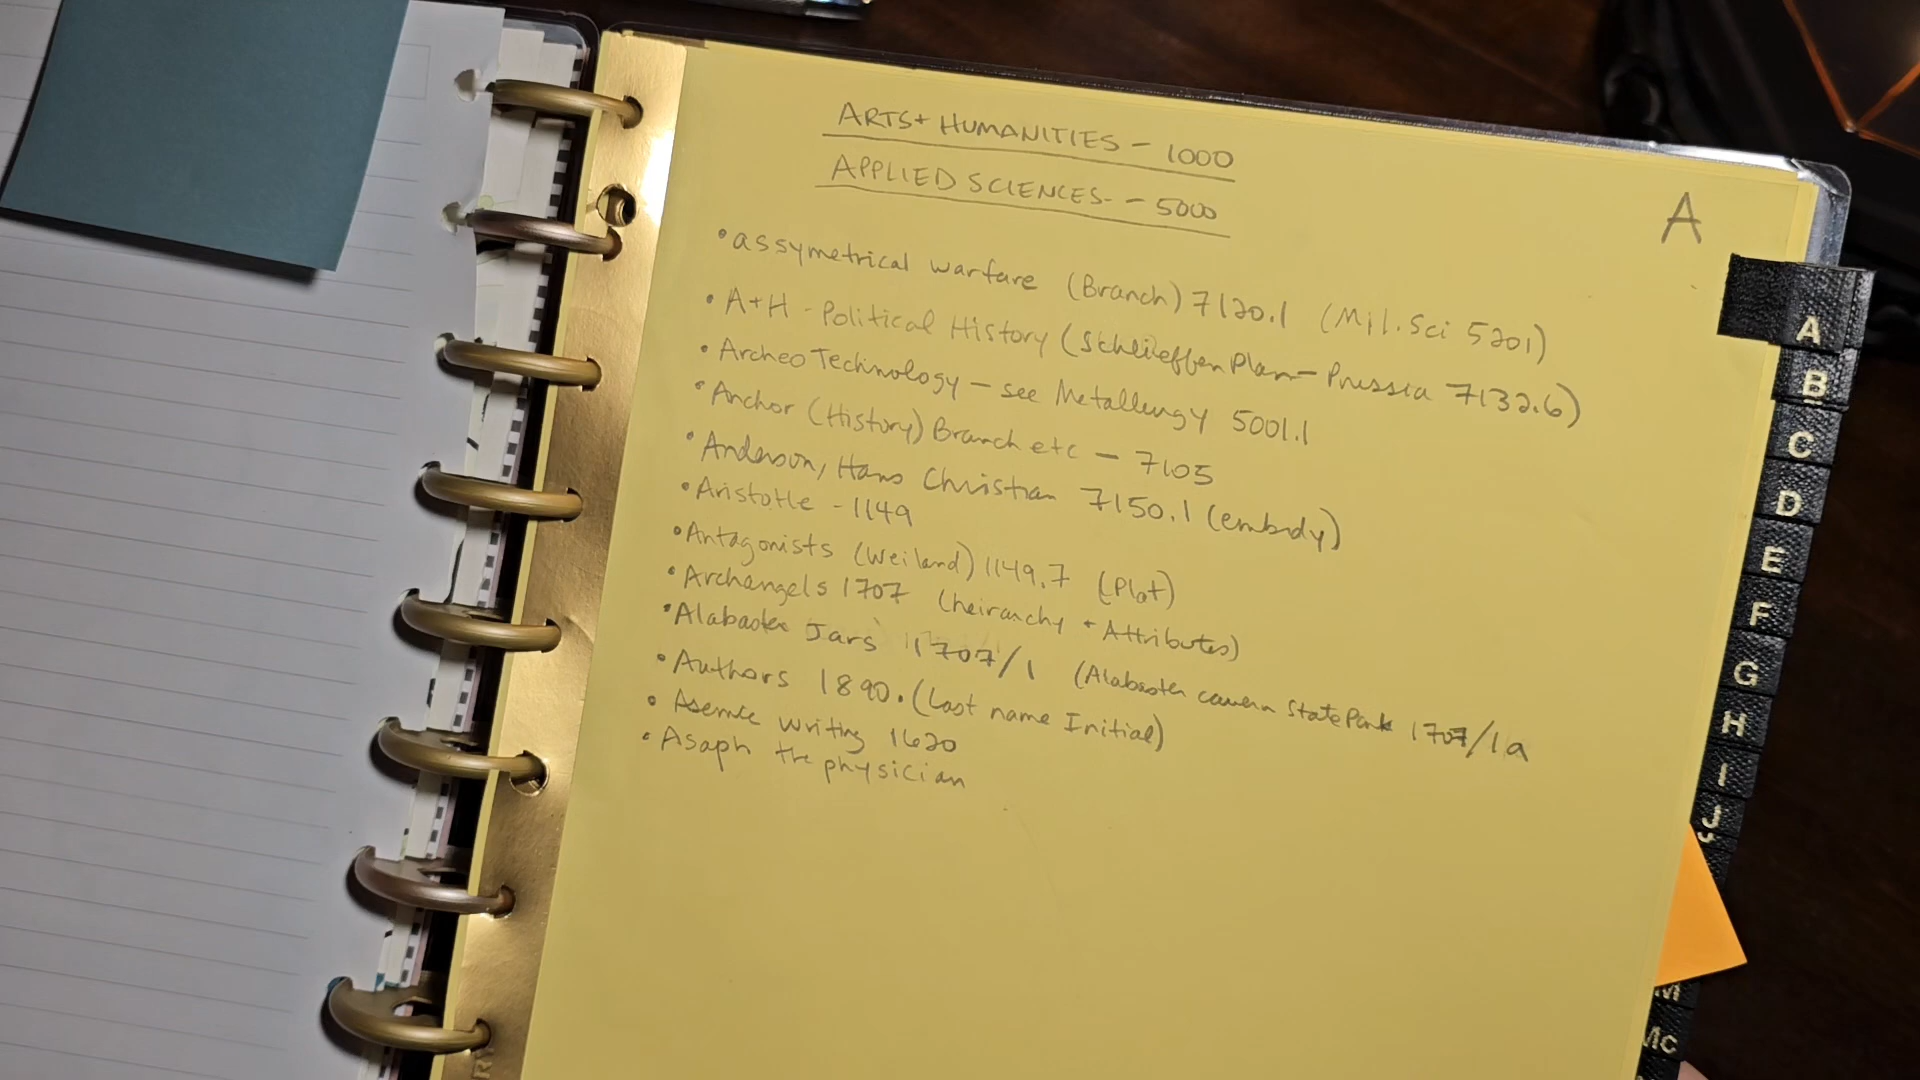 ARTS + HUMANITIES - 1000
APPLIED SCIENCES. - 5000
A
• assymetrical warfare (Branch) 7120.1 (Mil. Sci 5201)
• A+H - Political History (Schlieffen Plan - Prussia 7132.6)
• Archeo Technology - see Metallurgy 5001.1
• Anchor (History) Branch etc - 7105
• Anderson, Hans Christian 7150.1 (embody)
• Aristotle - 1149
• Antagonists (Weiland) 1149.7 (Plot)
• Archangels 1707 (heirarchy + Attributes)
• Alabaster Jars 1707/1 (Alabaster cavern State Park 1707/1a
• Authors 1890. (Last name Initial)
• Asemic writing 1620
• Asaph the physician
A
B
C
D
E
F
G
H
I
J
M
Mc